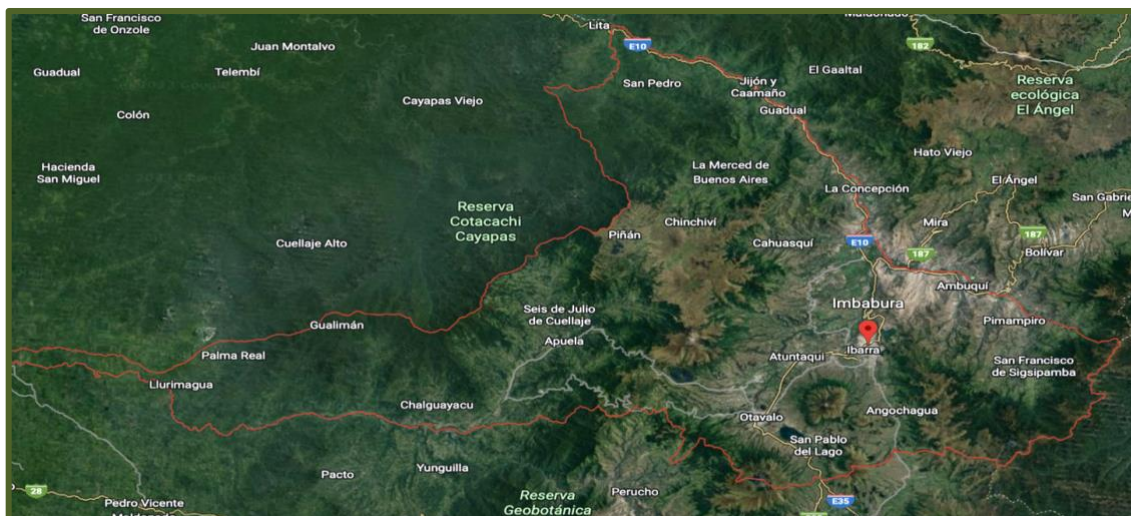 San Francisco
de Onzole
Lita
E10
182
Juan Montalvo
Guadual
Telembí
San Pedro
El Gaaltal
Jijón y
Caamaño
Reserva
ecológica
El Ángel
Colón
Cayapas Viejo
Guadual
Hato Viejo
Hacienda
San Miguel
La Merced de
Buenos Aires
La Concepción
El Ángel
San Gabrie
Reserva
Cotacachi
Cayapas
Chinchiví
Mira
Piñán
187
Cuellaje Alto
Cahuasquí
E10
187
Bolívar
Ambuquí
Imbabura
Seis de Julio
de Cuellaje
Pimampiro
Gualimán
Apuela
Palma Real
Atuntaqui
Ibarra
San Francisco
de Sigsipamba
Llurimagua
Chalguayacu
Otavalo
Angochagua
San Pablo
del Lago
Pacto
Yunguilla
28
Pedro Vicente
Reserva
Geobotánica
Perucho
E35